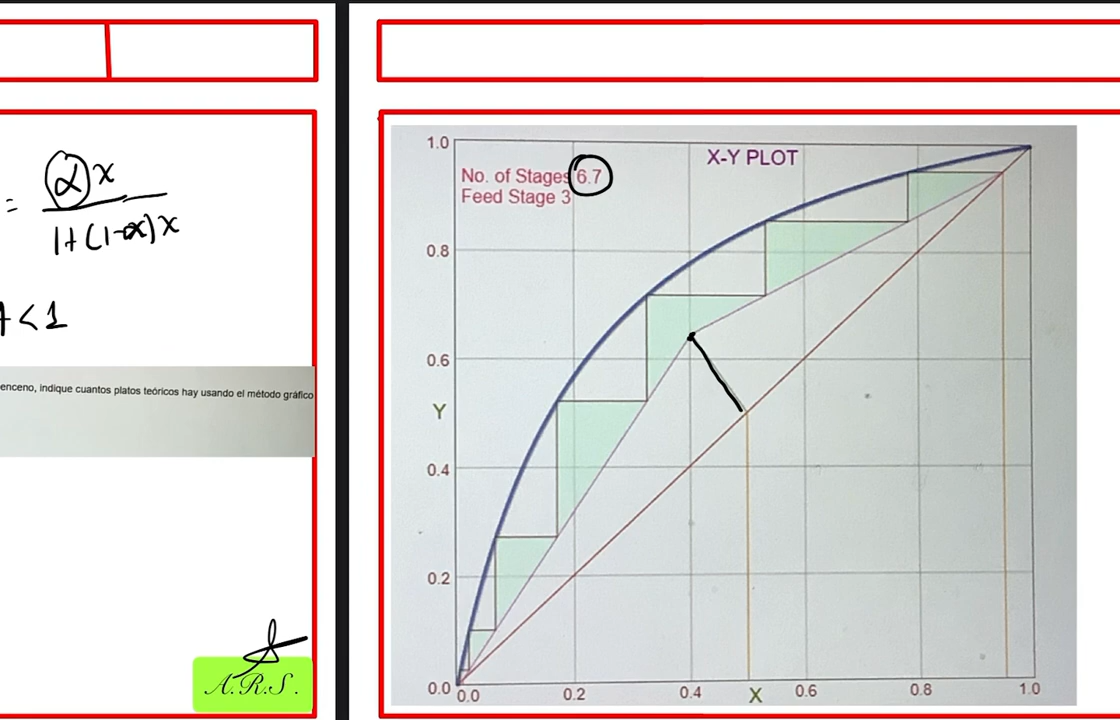 = αx
1+(1-α)x
<1
enceno, indique cuantos platos teóricos hay usando el método gráfico
A.R.S.
X-Y PLOT
No. of Stages 6.7
Feed Stage 3
1.0
0.8
0.6
Y
0.4
0.2
0.0
0.0 0.2 0.4 X 0.6 0.8 1.0